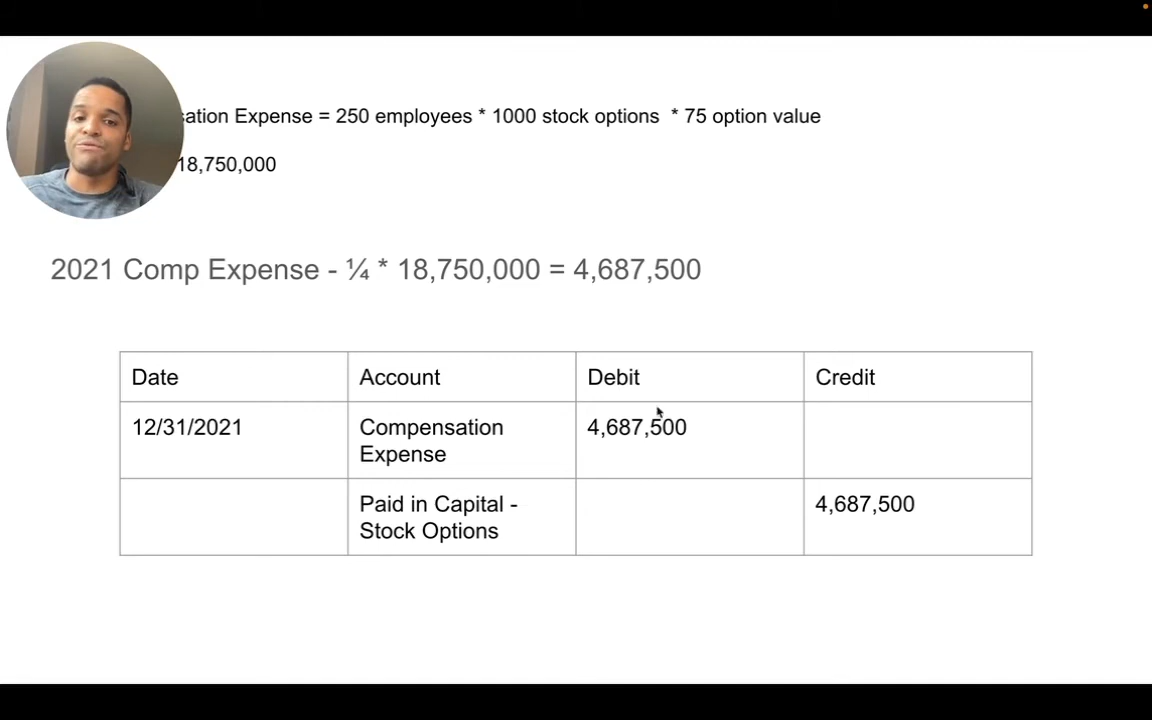 Expense = 250 employees * 1000 stock options * 75 option value
18,750,000
2021 Comp Expense - ¼ * 18,750,000 = 4,687,500
Date Account Debit Credit
12/31/2021 Compensation Expense 4,687,500
Paid in Capital - Stock Options 4,687,500